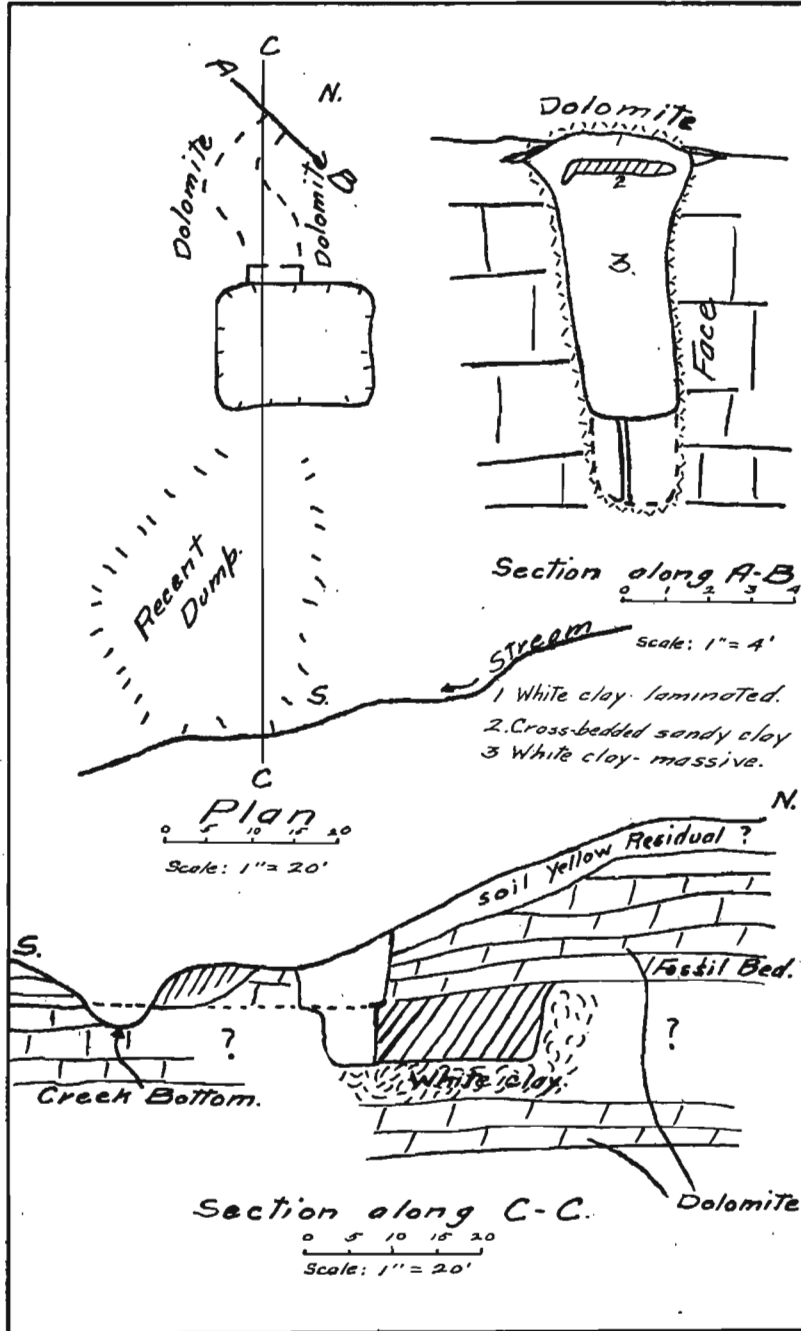 C
A
N.
B
Dolomite
Dolomite
Recent
Dump.
S.
C
Stream
Plan
0 5 10 15 20
Scale: 1"= 20'
Dolomite
1
2
3
Face
Section along A-B
0 1 2 3 4
Scale: 1"= 4'
1 White clay- laminated.
2. Cross-bedded sandy clay
3 White clay- massive.
N.
soil yellow Residual ?
S.
Fossil Bed.
?
?
White clay.
Creek Bottom.
Dolomite
Section along C-C.
0 5 10 15 20
Scale: 1"= 20'